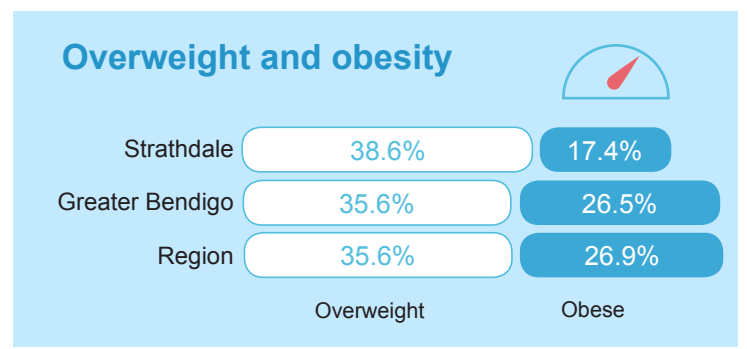 Overweight and obesity
Strathdale 38.6% 17.4%
Greater Bendigo 35.6% 26.5%
Region 35.6% 26.9%
Overweight Obese